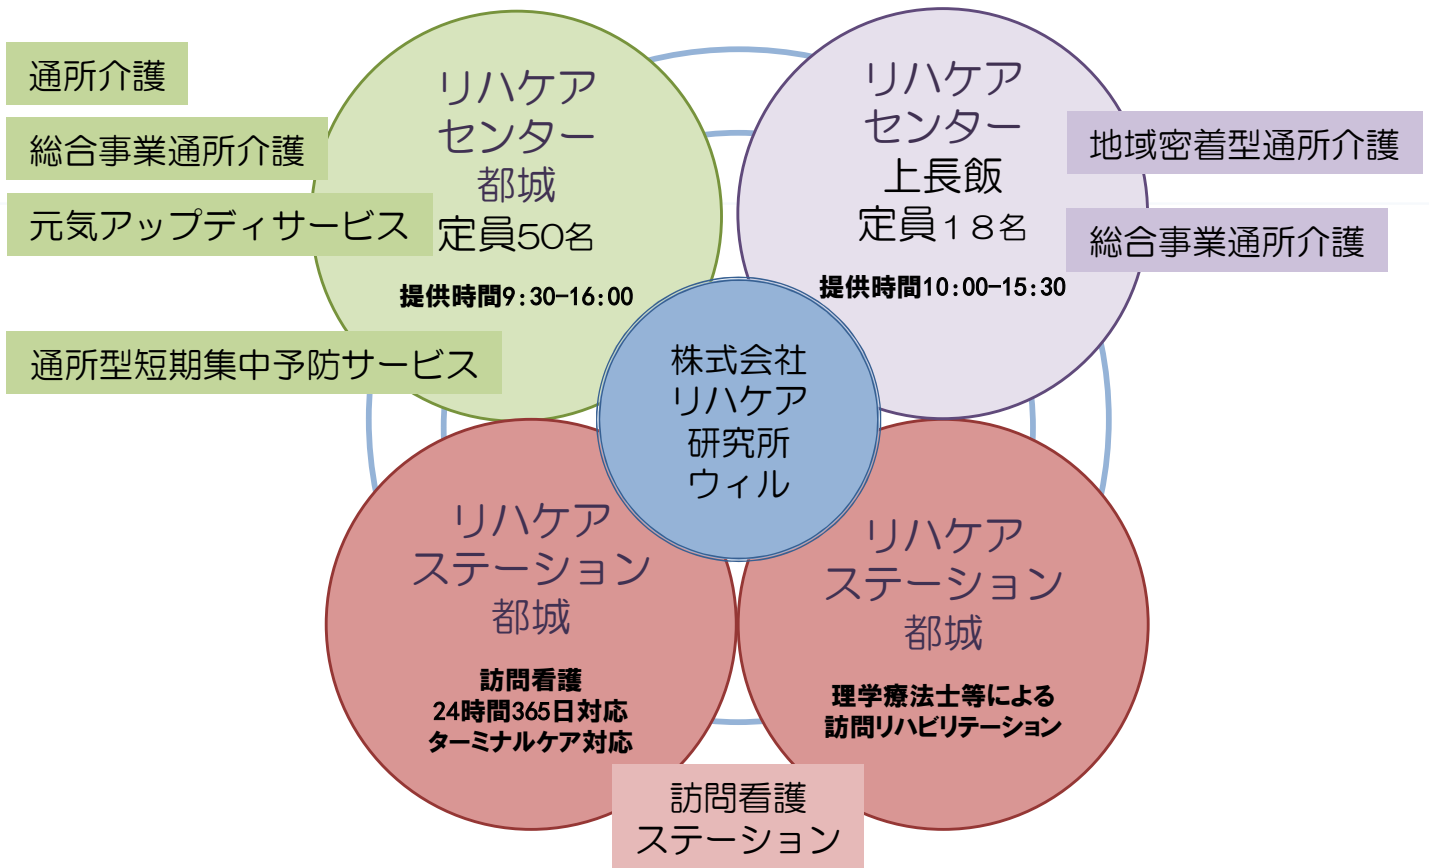 通所介護
総合事業通所介護
元気アップディサービス
通所型短期集中予防サービス
リハケア
センター
都城
定員50名
提供時間9:30-16:00
リハケア
センター
上長飯
定員18名
提供時間10:00-15:30
地域密着型通所介護
総合事業通所介護
株式会社
リハケア
研究所
ウィル
リハケア
ステーション
都城
訪問看護
24時間365日対応
ターミナルケア対応
リハケア
ステーション
都城
理学療法士等による
訪問リハビリテーション
訪問看護
ステーション